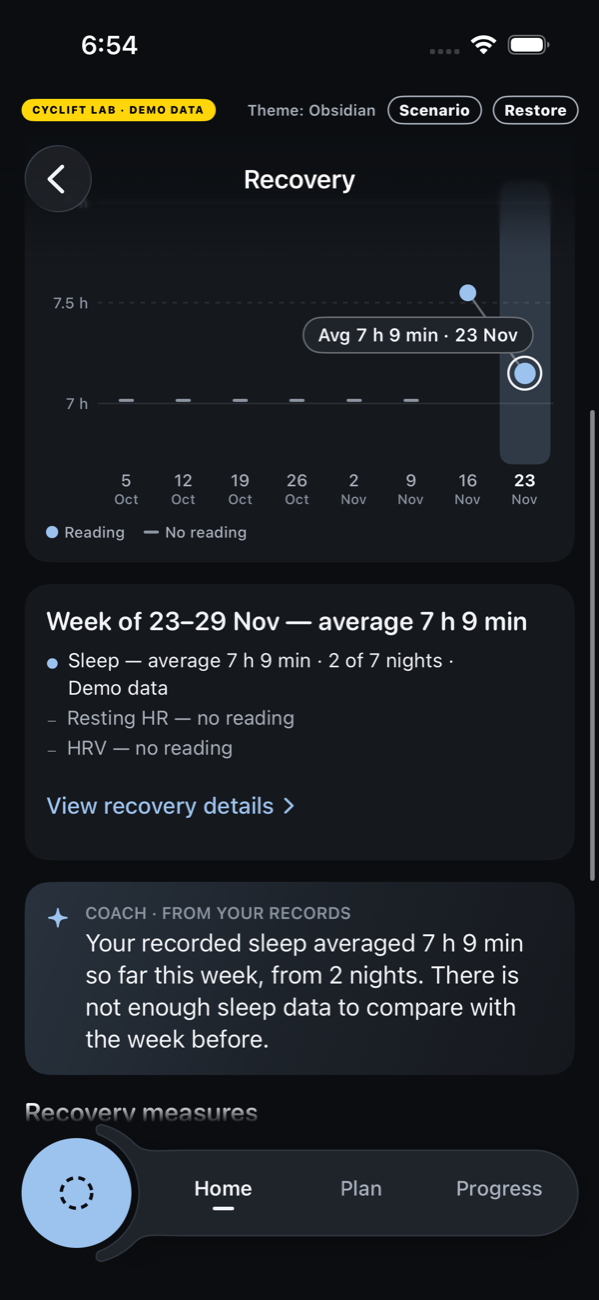 6:54
CYCLIFT LAB · DEMO DATA
Theme: Obsidian
Scenario
Restore
Recovery
7.5 h
Avg 7 h 9 min · 23 Nov
7 h
5 Oct
12 Oct
19 Oct
26 Oct
2 Nov
9 Nov
16 Nov
23 Nov
Reading
No reading
Week of 23–29 Nov — average 7 h 9 min
Sleep — average 7 h 9 min · 2 of 7 nights ·
Demo data
– Resting HR — no reading
– HRV — no reading
View recovery details
COACH · FROM YOUR RECORDS
Your recorded sleep averaged 7 h 9 min
so far this week, from 2 nights. There is
not enough sleep data to compare with
the week before.
Recovery measures
Home
Plan
Progress